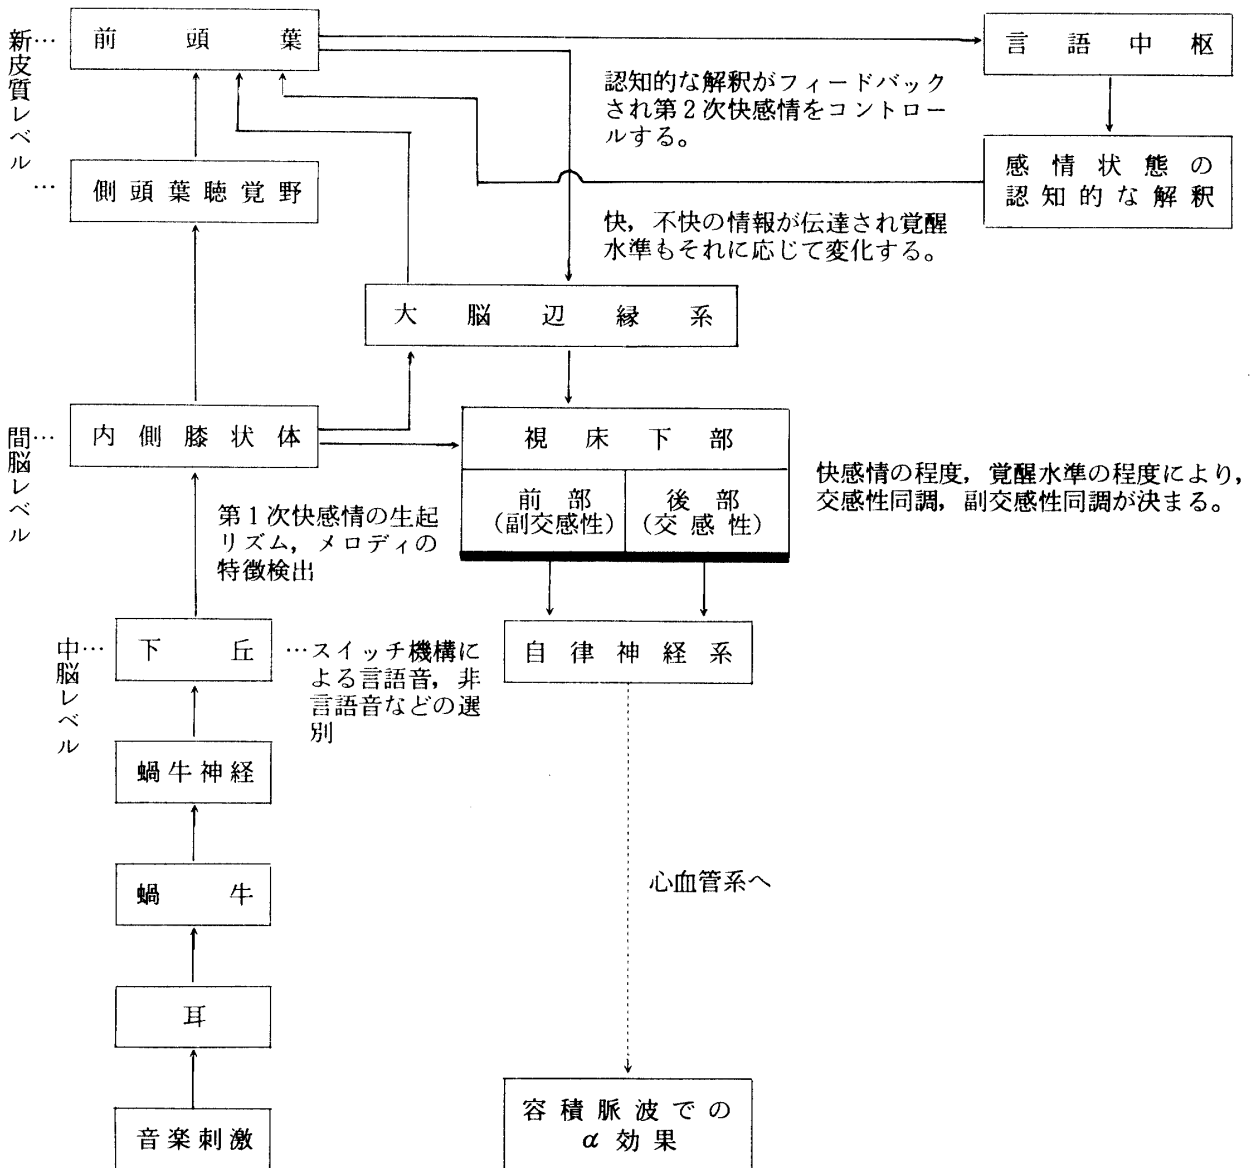 新皮質レベル…
前頭葉
言語中枢
認知的な解釈がフィードバック
され第2次快感情をコントロー
ルする。
感情状態の
認知的な解釈
…
側頭葉聴覚野
快，不快の情報が伝達され覚醒
水準もそれに応じて変化する。
大脳辺縁系
間脳レベル…
内側膝状体
視床下部
前部
(副交感性)
後部
(交感性)
快感情の程度，覚醒水準の程度により，
交感性同調，副交感性同調が決まる。
第1次快感情の生起
リズム，メロディの
特徴検出
中脳レベル…
下丘
…スイッチ機構に
よる言語音，非
言語音などの選
別
自律神経系
蝸牛神経
蝸牛
心血管系へ
耳
音楽刺激
容積脈波での
α効果